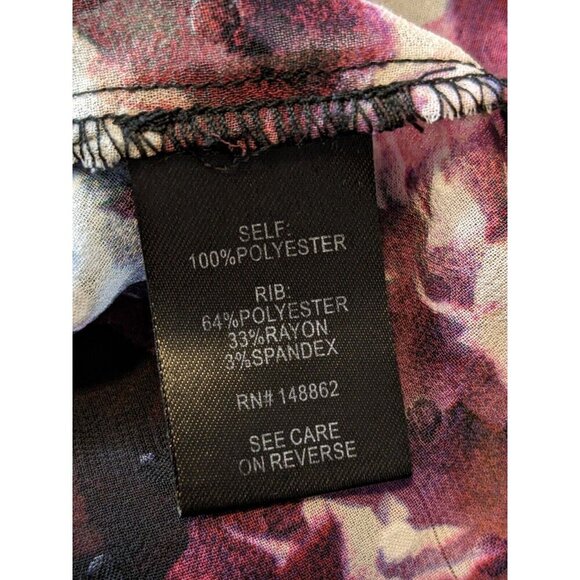 SELF:
100%POLYESTER
RIB:
64%POLYESTER
33%RAYON
3%SPANDEX
RN# 148862
SEE CARE
ON REVERSE